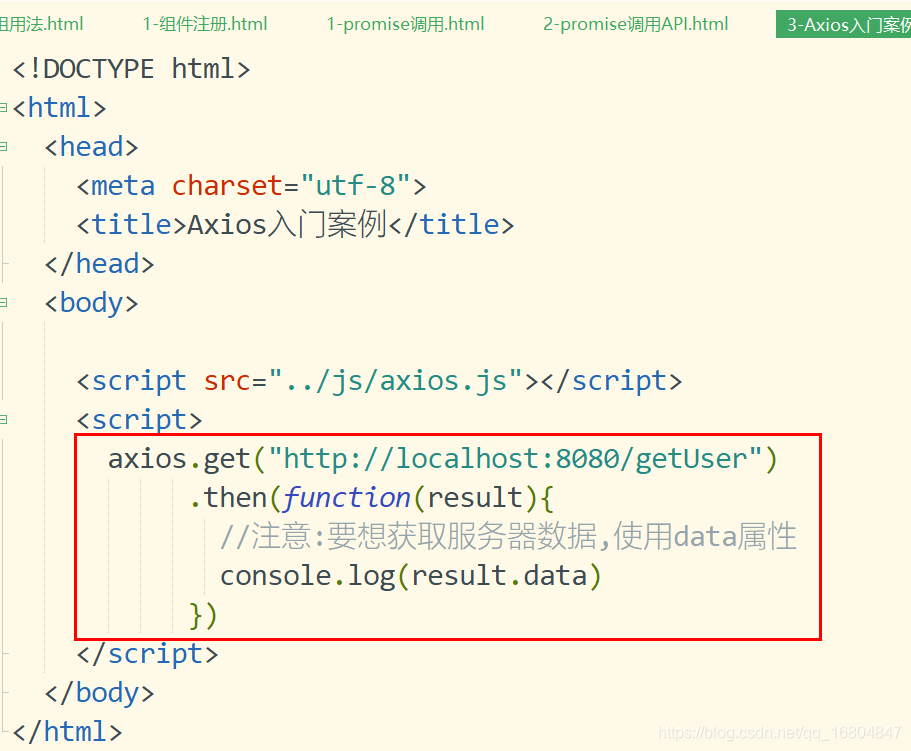 组用法.html 1-组件注册.html 1-promise调用.html 2-promise调用API.html 3-Axios入门案例
<!DOCTYPE html>
<html>
<head>
<meta charset="utf-8">
<title>Axios入门案例</title>
</head>
<body>
<script src="../js/axios.js"></script>
<script>
axios.get("http://localhost:8080/getUser")
.then(function(result){
//注意:要想获取服务器数据,使用data属性
console.log(result.data)
})
</script>
</body>
</html>
https://blog.csdn.net/qq_16804847